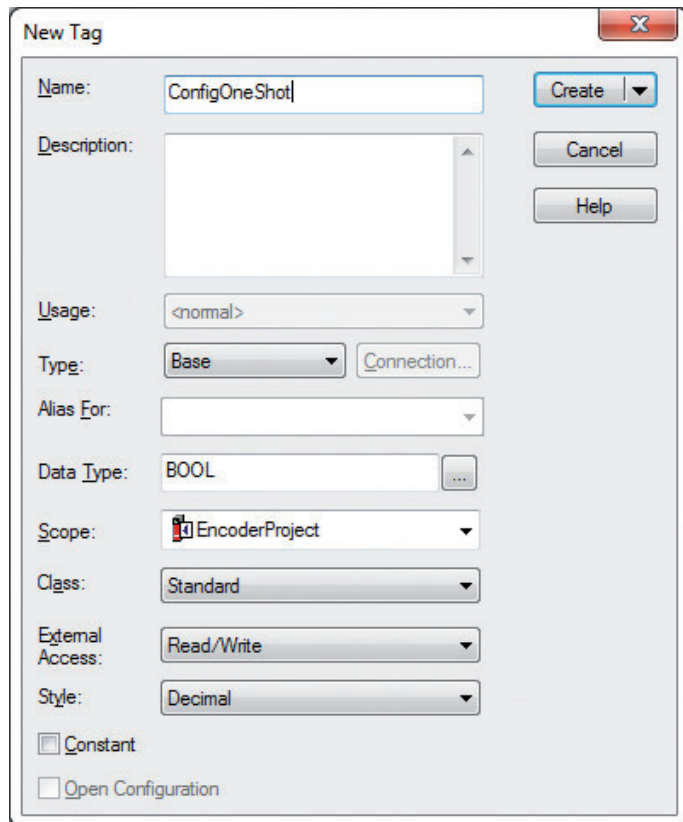 New Tag
Name: ConfigOneShot Create
Description: Cancel
Help
Usage: <normal>
Type: Base Connection...
Alias For:
Data Type: BOOL ...
Scope: EncoderProject
Class: Standard
External
Access: Read/Write
Style: Decimal
Constant
Open Configuration